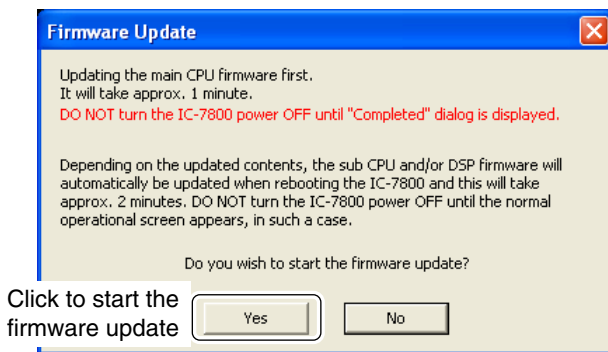 Firmware Update
Updating the main CPU firmware first.
It will take approx. 1 minute.
DO NOT turn the IC-7800 power OFF until "Completed" dialog is displayed.
Depending on the updated contents, the sub CPU and/or DSP firmware will
automatically be updated when rebooting the IC-7800 and this will take
approx. 2 minutes. DO NOT turn the IC-7800 power OFF until the normal
operational screen appears, in such a case.
Do you wish to start the firmware update?
Click to start the
firmware update
Yes
No